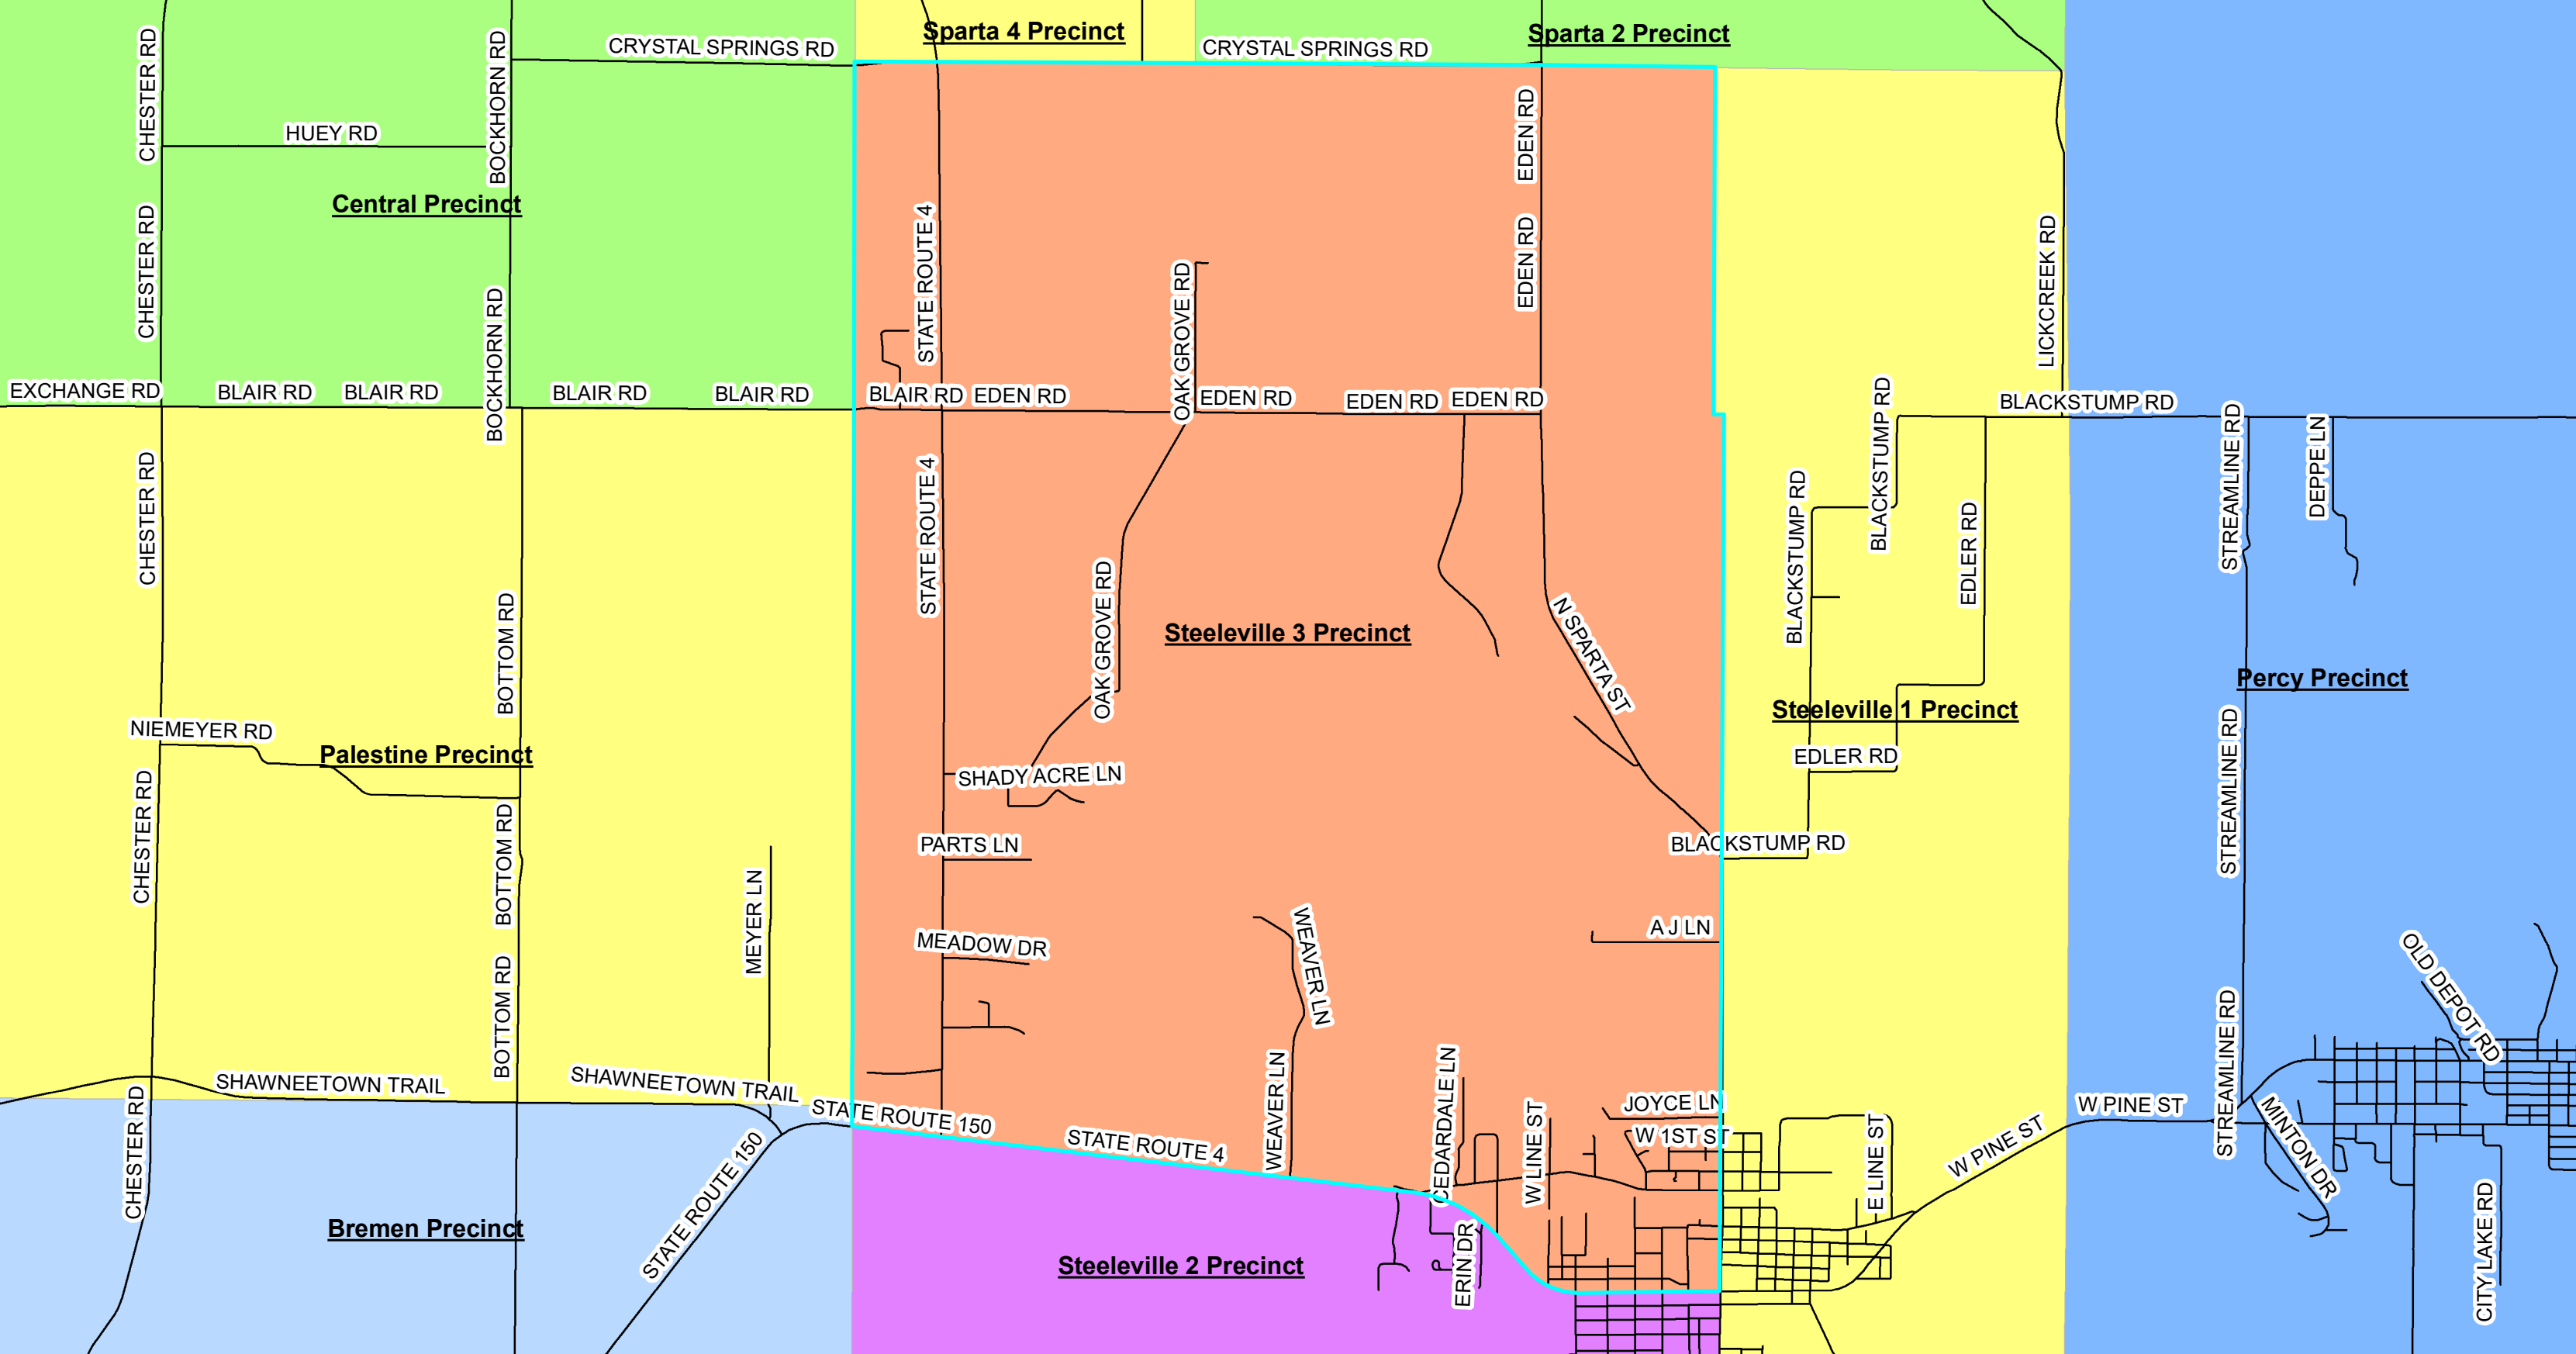 Sparta 4 Precinct
Sparta 2 Precinct
CRYSTAL SPRINGS RD
CRYSTAL SPRINGS RD
CHESTER RD
BOCKHORN RD
HUEY RD
EDEN RD
Central Precinct
CHESTER RD
STATE ROUTE 4
EDEN RD
LICKCREEK RD
BOCKHORN RD
OAK GROVE RD
EXCHANGE RD
BLAIR RD
BLAIR RD
BLAIR RD
BLAIR RD
BLAIR RD
EDEN RD
EDEN RD
EDEN RD
EDEN RD
BLACKSTUMP RD
BLACKSTUMP RD
STREAMLINE RD
DEPPE LN
CHESTER RD
STATE ROUTE 4
BLACKSTUMP RD
EDLER RD
OAK GROVE RD
BOTTOM RD
N SPARTA ST
Steeleville 3 Precinct
Percy Precinct
Steeleville 1 Precinct
NIEMEYER RD
Palestine Precinct
EDLER RD
STREAMLINE RD
SHADY ACRE LN
CHESTER RD
BOTTOM RD
PARTS LN
BLACKSTUMP RD
MEYER LN
A J LN
MEADOW DR
WEAVER LN
OLD DEPOT RD
BOTTOM RD
STREAMLINE RD
SHAWNEETOWN TRAIL
SHAWNEETOWN TRAIL
STATE ROUTE 150
WEAVER LN
CEDARDALE LN
JOYCE LN
W PINE ST
CHESTER RD
STATE ROUTE 4
W LINE ST
W 1ST ST
E LINE ST
W PINE ST
MINTON DR
STATE ROUTE 150
Bremen Precinct
Steeleville 2 Precinct
ERIN DR
CITY LAKE RD